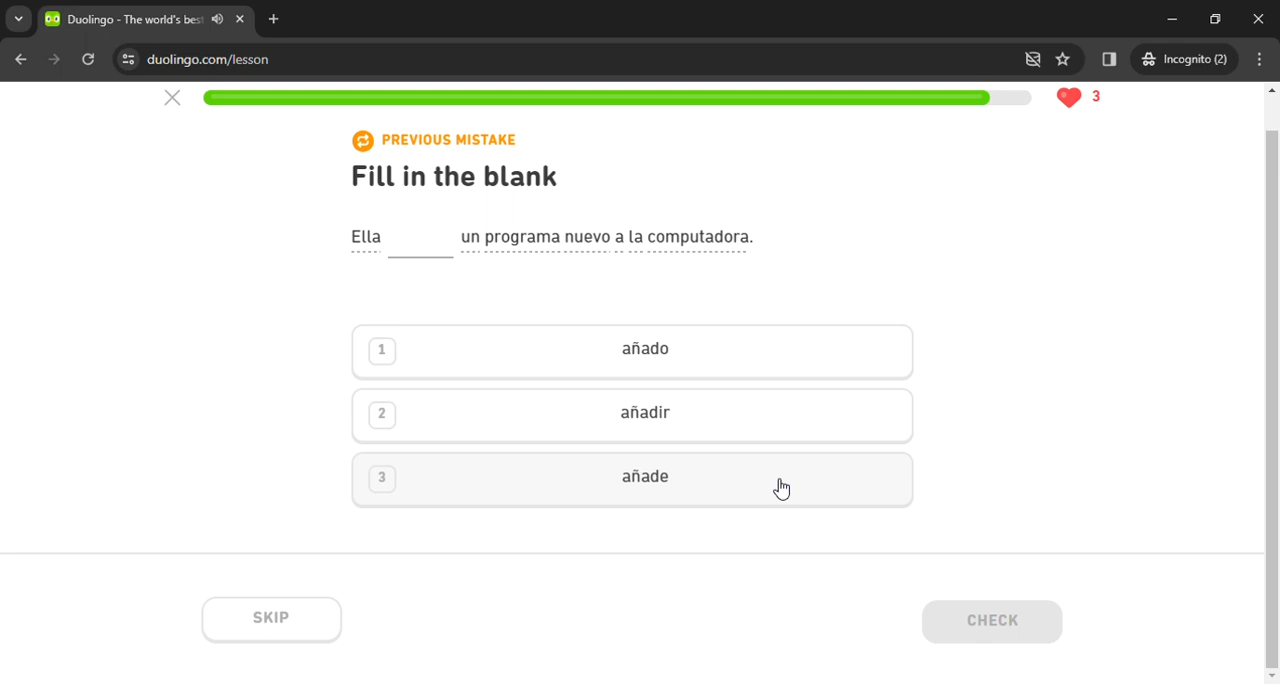 Duolingo - The world's best
duolingo.com/lesson
Incognito (2)
3
PREVIOUS MISTAKE
Fill in the blank
Ella ______ un programa nuevo a la computadora.
1 añado
2 añadir
3 añade
SKIP
CHECK